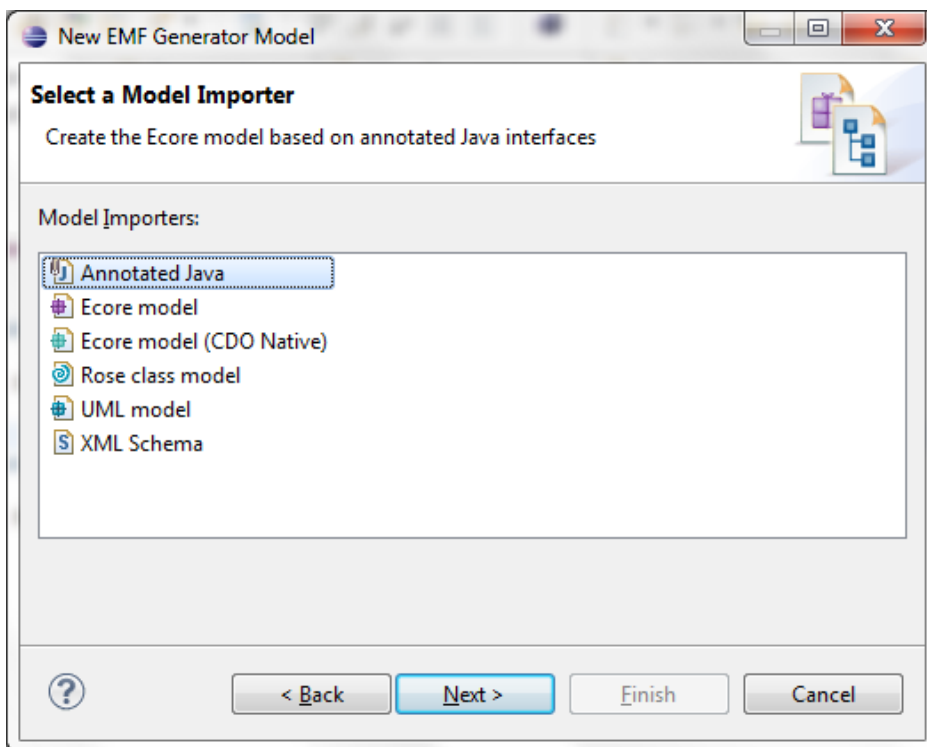 New EMF Generator Model
Select a Model Importer
Create the Ecore model based on annotated Java interfaces
Model Importers:
Annotated Java
Ecore model
Ecore model (CDO Native)
Rose class model
UML model
XML Schema
? < Back Next > Finish Cancel